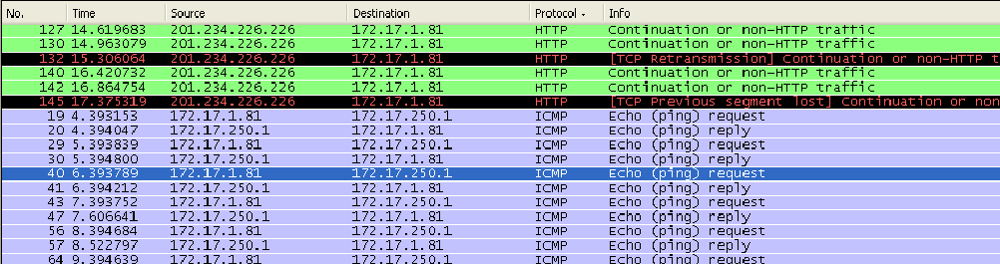 No. Time Source Destination Protocol Info
127 14.619683 201.234.226.226 172.17.1.81 HTTP Continuation or non-HTTP traffic
130 14.963079 201.234.226.226 172.17.1.81 HTTP Continuation or non-HTTP traffic
132 15.306064 201.234.226.226 172.17.1.81 HTTP [TCP Retransmission] Continuation or non-HTTP t
140 16.420732 201.234.226.226 172.17.1.81 HTTP Continuation or non-HTTP traffic
142 16.864754 201.234.226.226 172.17.1.81 HTTP Continuation or non-HTTP traffic
145 17.375319 201.234.226.226 172.17.1.81 HTTP [TCP Previous segment lost] Continuation or non
19 4.393153 172.17.1.81 172.17.250.1 ICMP Echo (ping) request
20 4.394047 172.17.250.1 172.17.1.81 ICMP Echo (ping) reply
29 5.393839 172.17.1.81 172.17.250.1 ICMP Echo (ping) request
30 5.394800 172.17.250.1 172.17.1.81 ICMP Echo (ping) reply
40 6.393789 172.17.1.81 172.17.250.1 ICMP Echo (ping) request
41 6.394212 172.17.250.1 172.17.1.81 ICMP Echo (ping) reply
43 7.393752 172.17.1.81 172.17.250.1 ICMP Echo (ping) request
47 7.606641 172.17.250.1 172.17.1.81 ICMP Echo (ping) reply
56 8.394684 172.17.1.81 172.17.250.1 ICMP Echo (ping) request
57 8.522797 172.17.250.1 172.17.1.81 ICMP Echo (ping) reply
64 9.394639 172.17.1.81 172.17.250.1 ICMP Echo (ping) request